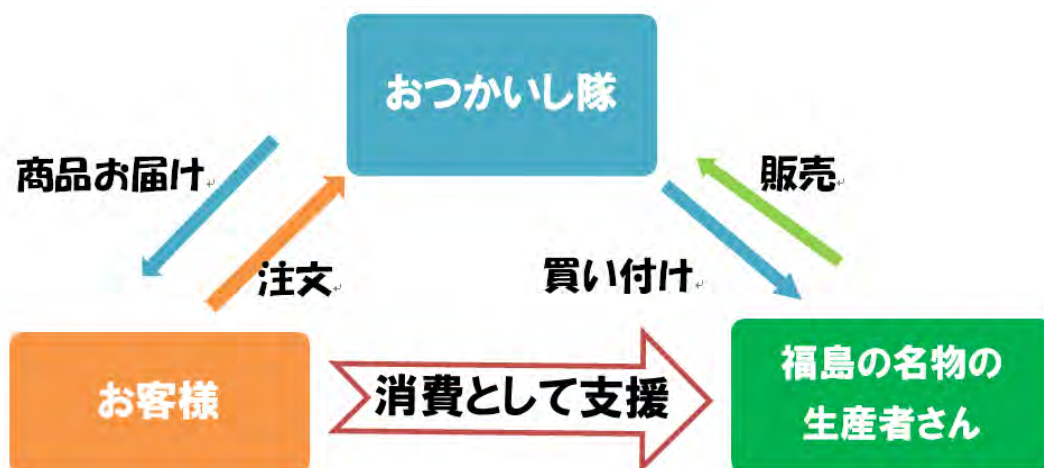 おつかいし隊
商品お届け
販売
注文
買い付け
お客様
消費として支援
福島の名物の
生産者さん